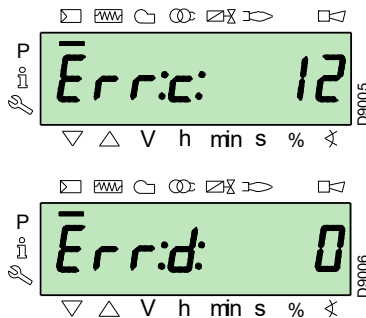 P
i
Err:c: 12
D9005
V h min s %
P
i
Err:d: 0
D9006
V h min s %